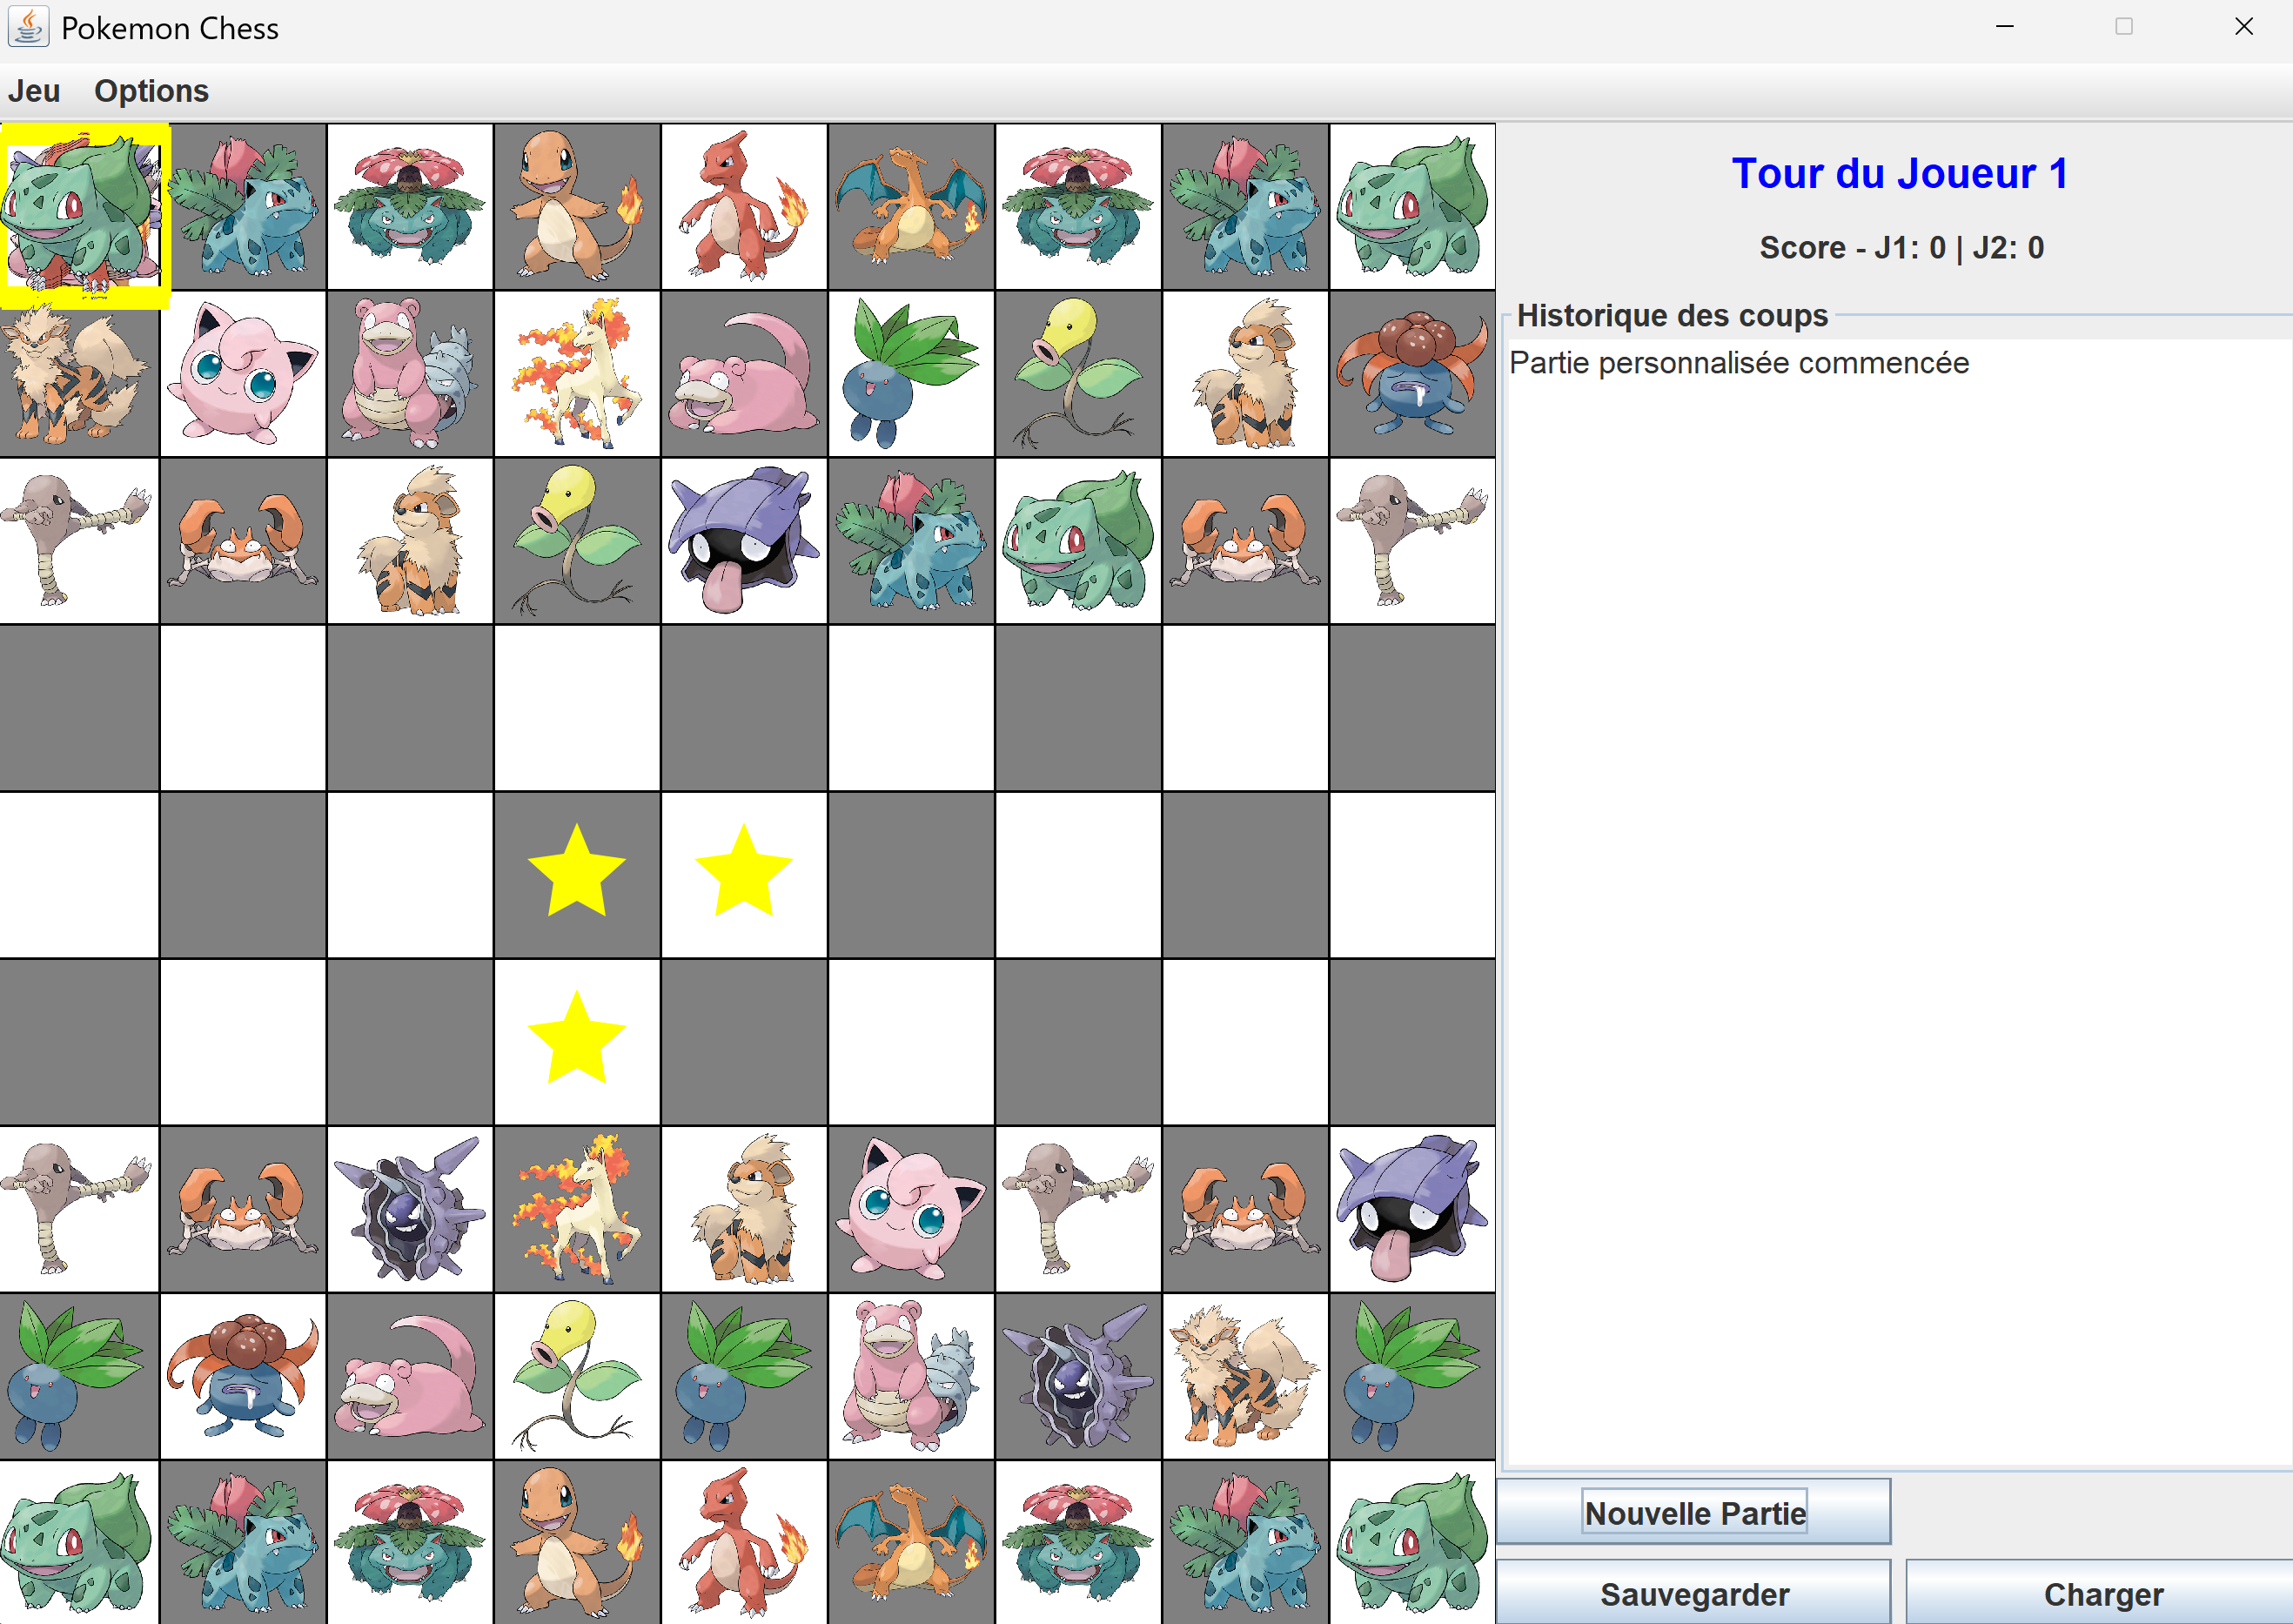 Pokemon Chess
Jeu Options
Tour du Joueur 1
Score - J1: 0 | J2: 0
Historique des coups
Partie personnalisée commencée
Nouvelle Partie
Sauvegarder Charger